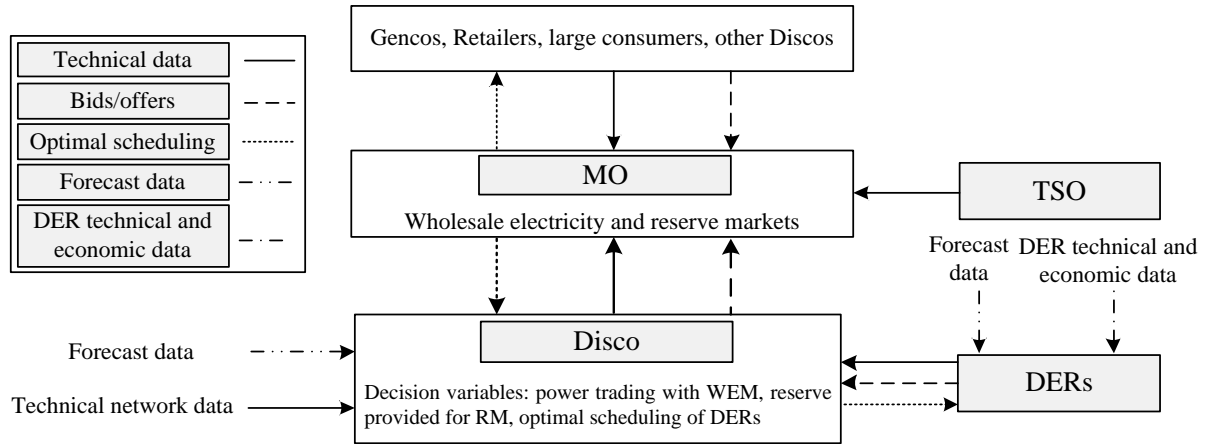 Gencos, Retailers, large consumers, other Discos
Technical data
Bids/offers
Optimal scheduling
Forecast data
DER technical and
economic data
MO
Wholesale electricity and reserve markets
TSO
Forecast
data
DER technical and
economic data
Disco
Decision variables: power trading with WEM, reserve
provided for RM, optimal scheduling of DERs
Forecast data
Technical network data
DERs